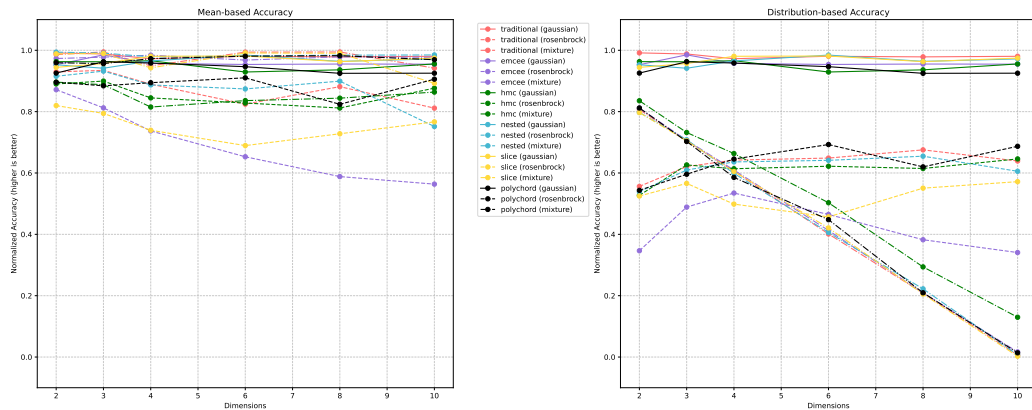 Mean-based Accuracy
Normalized Accuracy (higher is better)
1.0
0.8
0.6
0.4
0.2
0.0
2
3
4
5
6
7
8
9
10
Dimensions
traditional (gaussian)
traditional (rosenbrock)
traditional (mixture)
emcee (gaussian)
emcee (rosenbrock)
emcee (mixture)
hmc (gaussian)
hmc (rosenbrock)
hmc (mixture)
nested (gaussian)
nested (rosenbrock)
nested (mixture)
slice (gaussian)
slice (rosenbrock)
slice (mixture)
polychord (gaussian)
polychord (rosenbrock)
polychord (mixture)
Distribution-based Accuracy
Normalized Accuracy (higher is better)
1.0
0.8
0.6
0.4
0.2
0.0
2
3
4
5
6
7
8
9
10
Dimensions